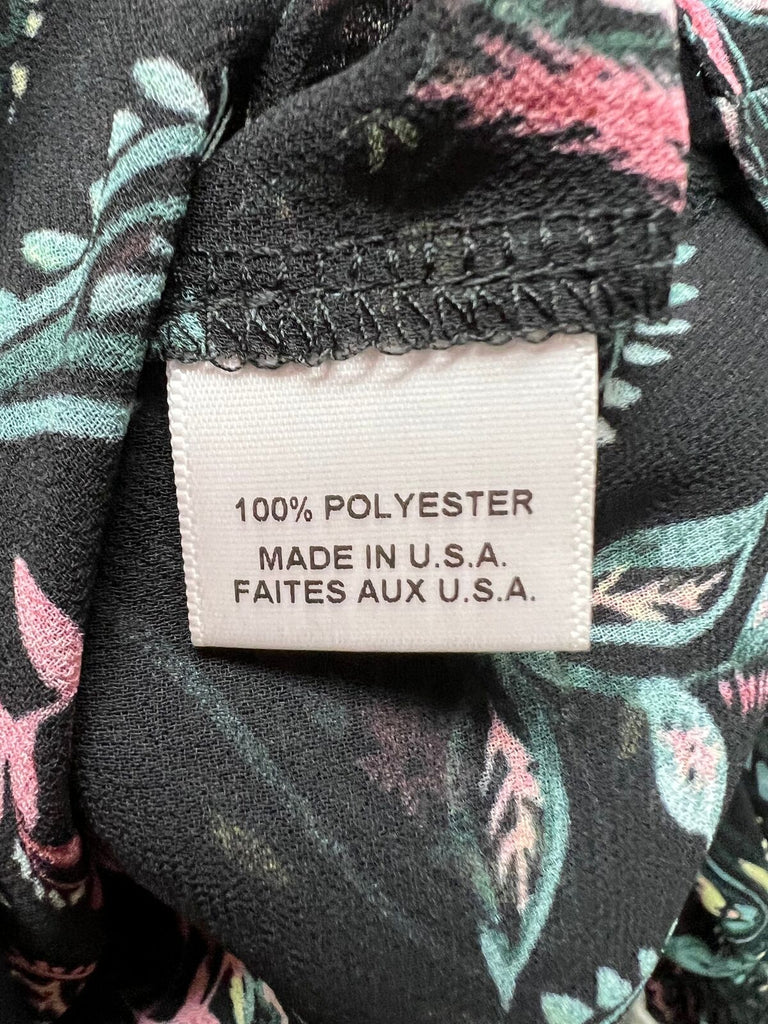 100% POLYESTER
MADE IN U.S.A.
FAITES AUX U.S.A.